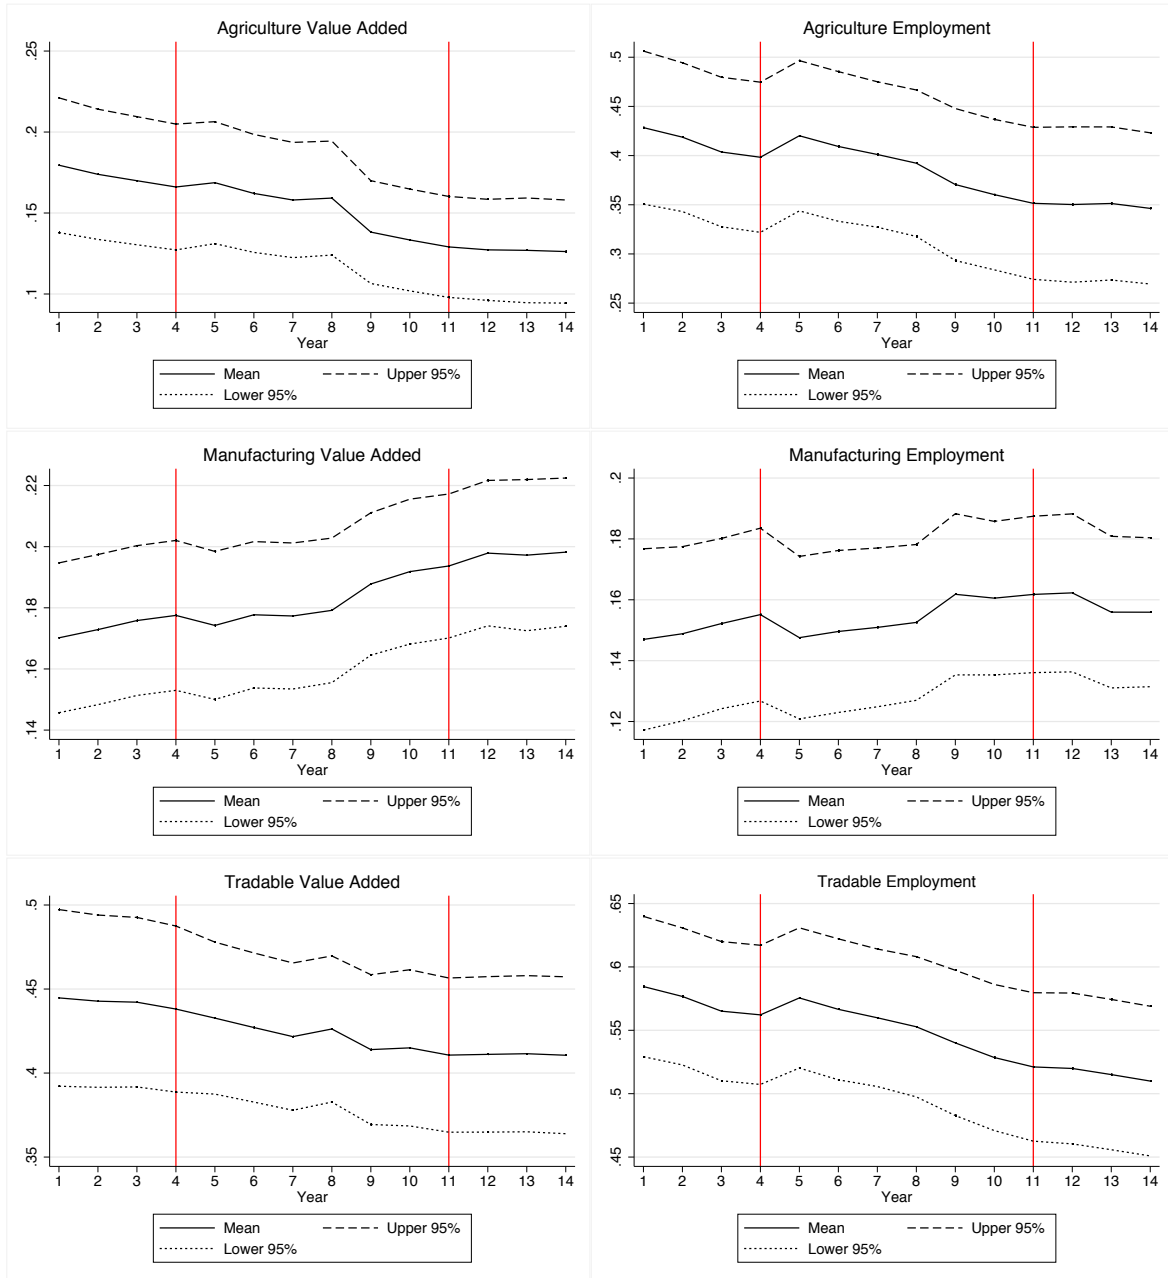 Agriculture Value Added
.25
.2
.15
.1
1 2 3 4 5 6 7 8 9 10 11 12 13 14
Year
Mean Upper 95%
Lower 95%
Agriculture Employment
.5
.45
.4
.35
.3
.25
1 2 3 4 5 6 7 8 9 10 11 12 13 14
Year
Mean Upper 95%
Lower 95%
Manufacturing Value Added
.22
.2
.18
.16
.14
1 2 3 4 5 6 7 8 9 10 11 12 13 14
Year
Mean Upper 95%
Lower 95%
Manufacturing Employment
.2
.18
.16
.14
.12
1 2 3 4 5 6 7 8 9 10 11 12 13 14
Year
Mean Upper 95%
Lower 95%
Tradable Value Added
.5
.45
.4
.35
1 2 3 4 5 6 7 8 9 10 11 12 13 14
Year
Mean Upper 95%
Lower 95%
Tradable Employment
.65
.6
.55
.5
.45
1 2 3 4 5 6 7 8 9 10 11 12 13 14
Year
Mean Upper 95%
Lower 95%